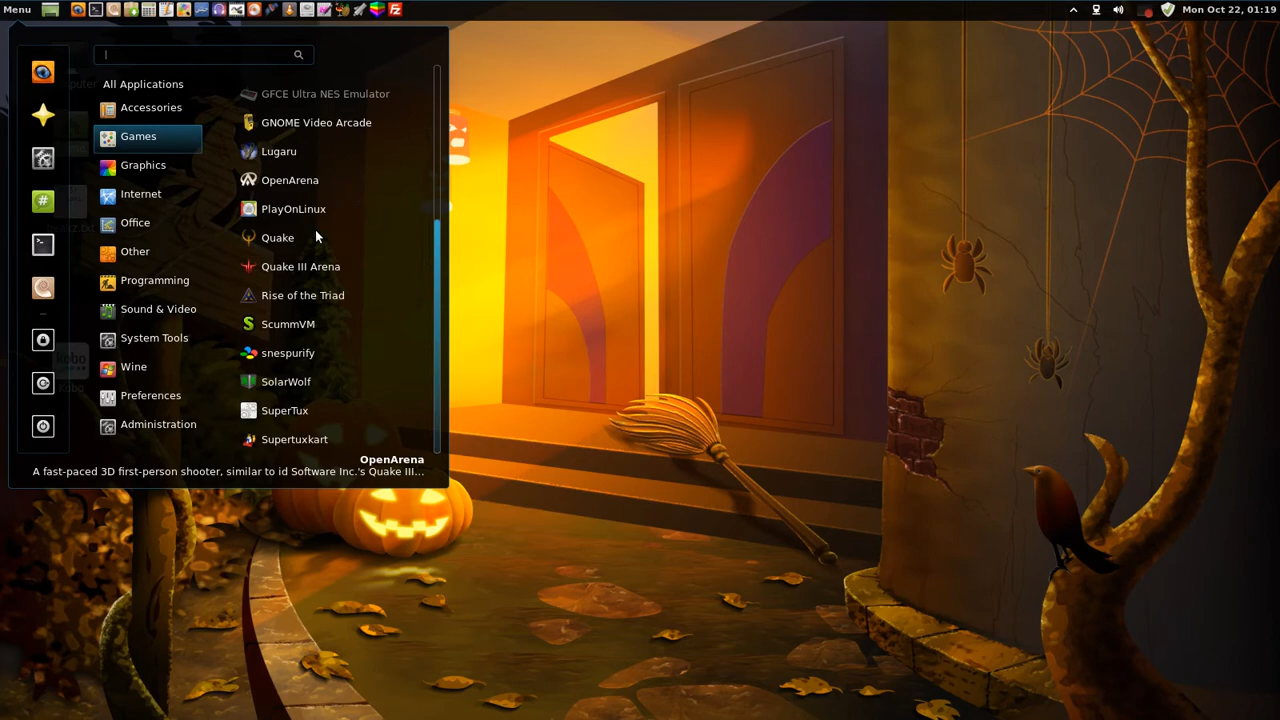 Menu
Mon Oct 22, 01:19
All Applications
Accessories
Games
Graphics
Internet
Office
Other
Programming
Sound & Video
System Tools
Wine
Preferences
Administration
GFCE Ultra NES Emulator
GNOME Video Arcade
Lugaru
OpenArena
PlayOnLinux
Quake
Quake III Arena
Rise of the Triad
ScummVM
snespurify
SolarWolf
SuperTux
Supertuxkart
kobo
Kobo
OpenArena
A fast-paced 3D first-person shooter, similar to id Software Inc.'s Quake III...